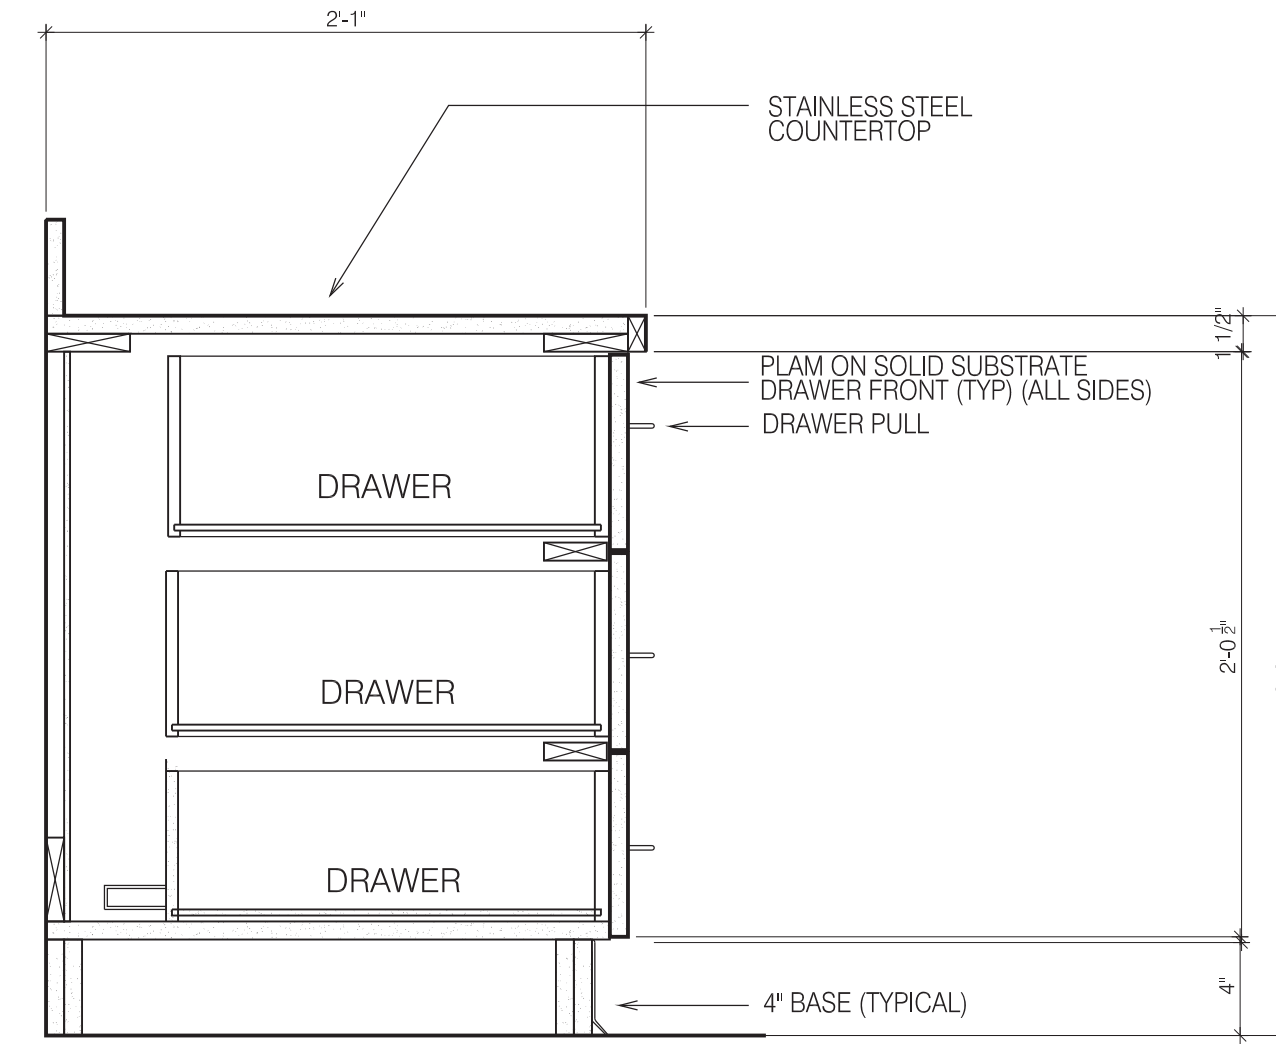 2'-1"
STAINLESS STEEL
COUNTERTOP
1 1/2"
PLAM ON SOLID SUBSTRATE
DRAWER FRONT (TYP) (ALL SIDES)
DRAWER PULL
DRAWER
2'-0 1/2"
DRAWER
DRAWER
4"
4" BASE (TYPICAL)